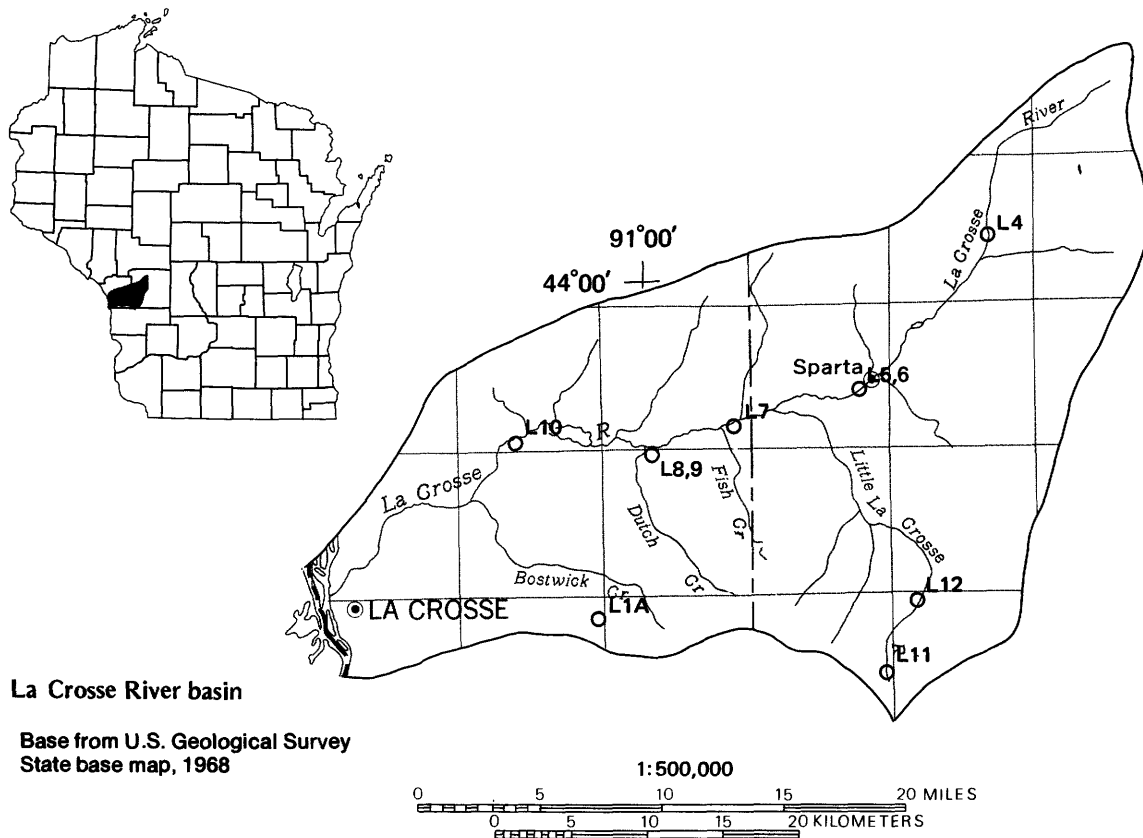 River
La Crosse
L4
91°00'
44°00'
Sparta
L5,6
L7
L10
R
L8,9
La Crosse
Fish
Gr
Little La Crosse
R
Dutch
Cr
Bostwick
Cr
L1A
L12
LA CROSSE
L11
La Crosse River basin
Base from U.S. Geological Survey
State base map, 1968
1:500,000
0 5 10 15 20 MILES
0 5 10 15 20 KILOMETERS